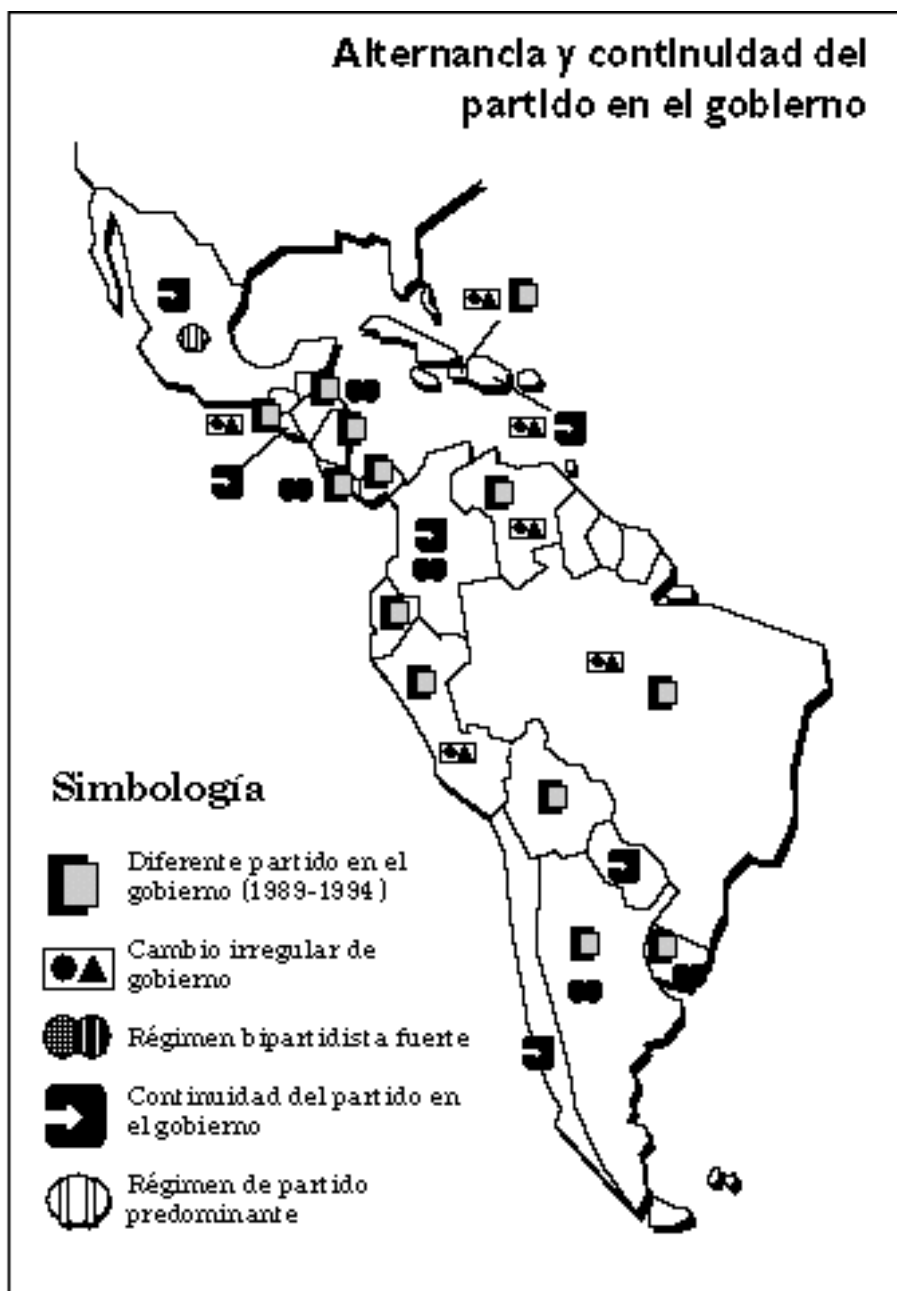 Alternancia y continuidad del
partido en el gobierno
Simbología
Diferente partido en el
gobierno (1989-1994)
Cambio irregular de
gobierno
Régimen bipartidista fuerte
Continuidad del partido en
el gobierno
Régimen de partido
predominante